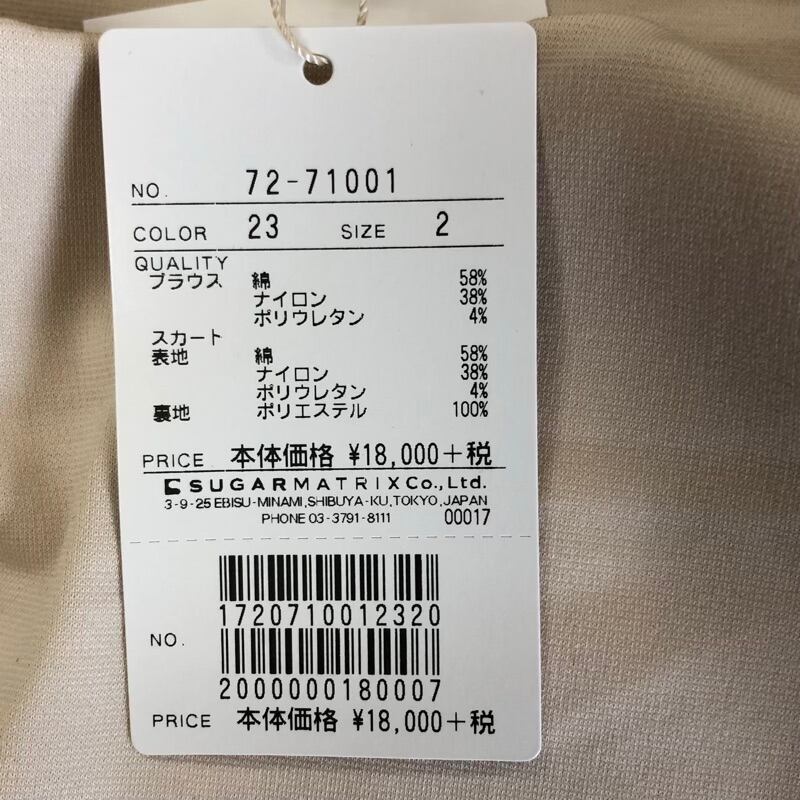 NO. 72-71001
COLOR 23 SIZE 2
QUALITY
ブラウス 綿 58%
ナイロン 38%
ポリウレタン 4%
スカート
表地 綿 58%
ナイロン 38%
ポリウレタン 4%
裏地 ポリエステル 100%
PRICE 本体価格 ¥18,000+税
SUGARMATRIX Co., Ltd.
3-9-25 EBISU-MINAMI, SHIBUYA-KU, TOKYO, JAPAN
PHONE 03-3791-8111 00017
1720710012320
NO.
2000000180007
PRICE 本体価格 ¥18,000+税